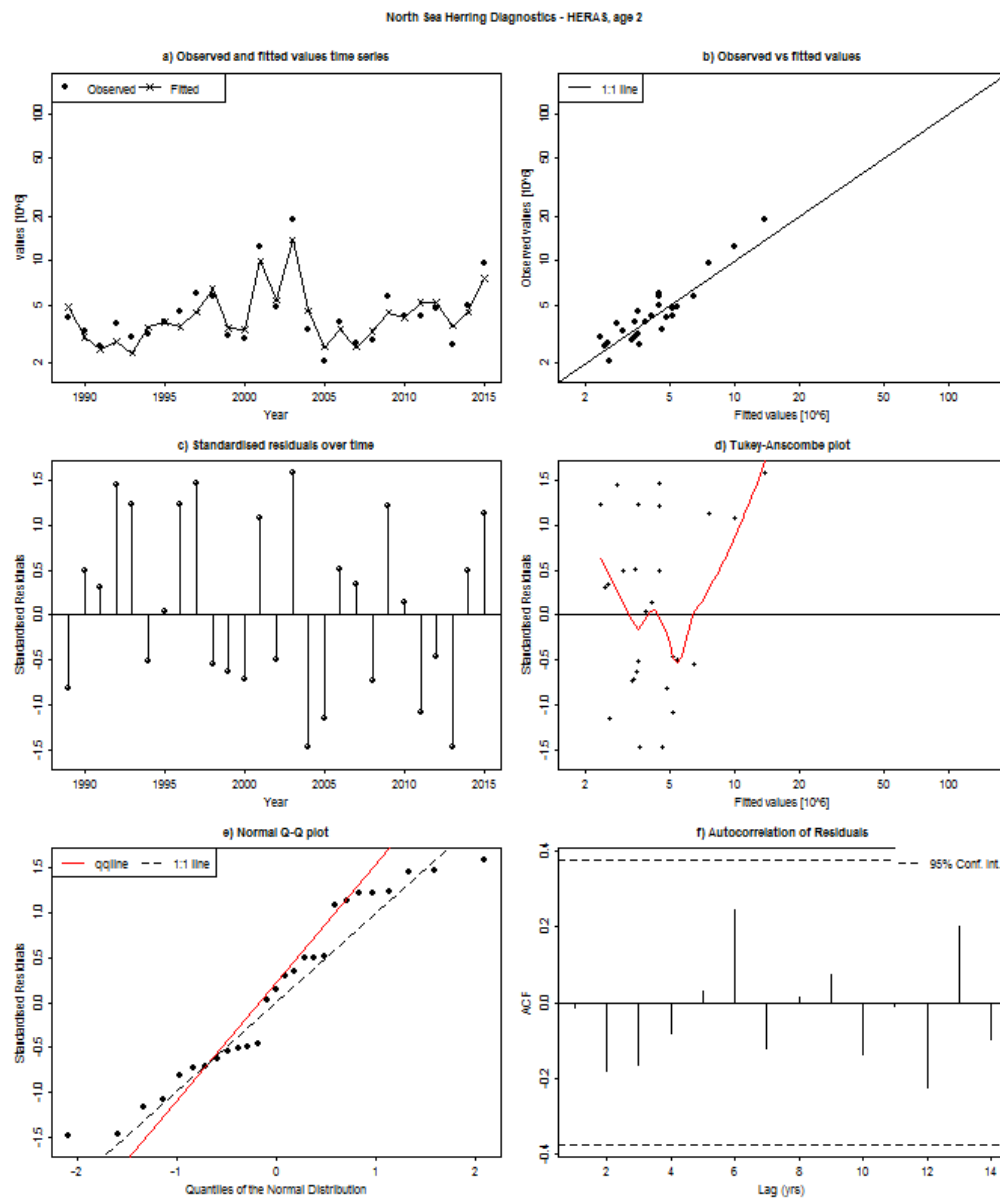 North Sea Herring Diagnostics - HERAS, age 2
a) Observed and fitted values time series
Observed
Fitted
values [10^6]
100
50
20
10
5
2
1990
1995
2000
2005
2010
2015
Year
b) Observed vs fitted values
1:1 line
Observed values [10^6]
100
50
20
10
5
2
2
5
10
20
50
100
Fitted values [10^6]
c) Standardised residuals over time
Standardised Residuals
1.5
1.0
0.5
0.0
-0.5
-1.0
-1.5
1990
1995
2000
2005
2010
2015
Year
d) Tukey-Anscombe plot
Standardised Residuals
1.5
1.0
0.5
0.0
-0.5
-1.0
-1.5
2
5
10
20
50
100
Fitted values [10^6]
e) Normal Q-Q plot
qqline
1:1 line
Standardised Residuals
1.5
1.0
0.5
0.0
-0.5
-1.0
-1.5
-2
-1
0
1
2
Quantiles of the Normal Distribution
f) Autocorrelation of Residuals
95% Conf. Int.
ACF
0.4
0.2
0.0
-0.2
-0.4
2
4
6
8
10
12
14
Lag (yrs)